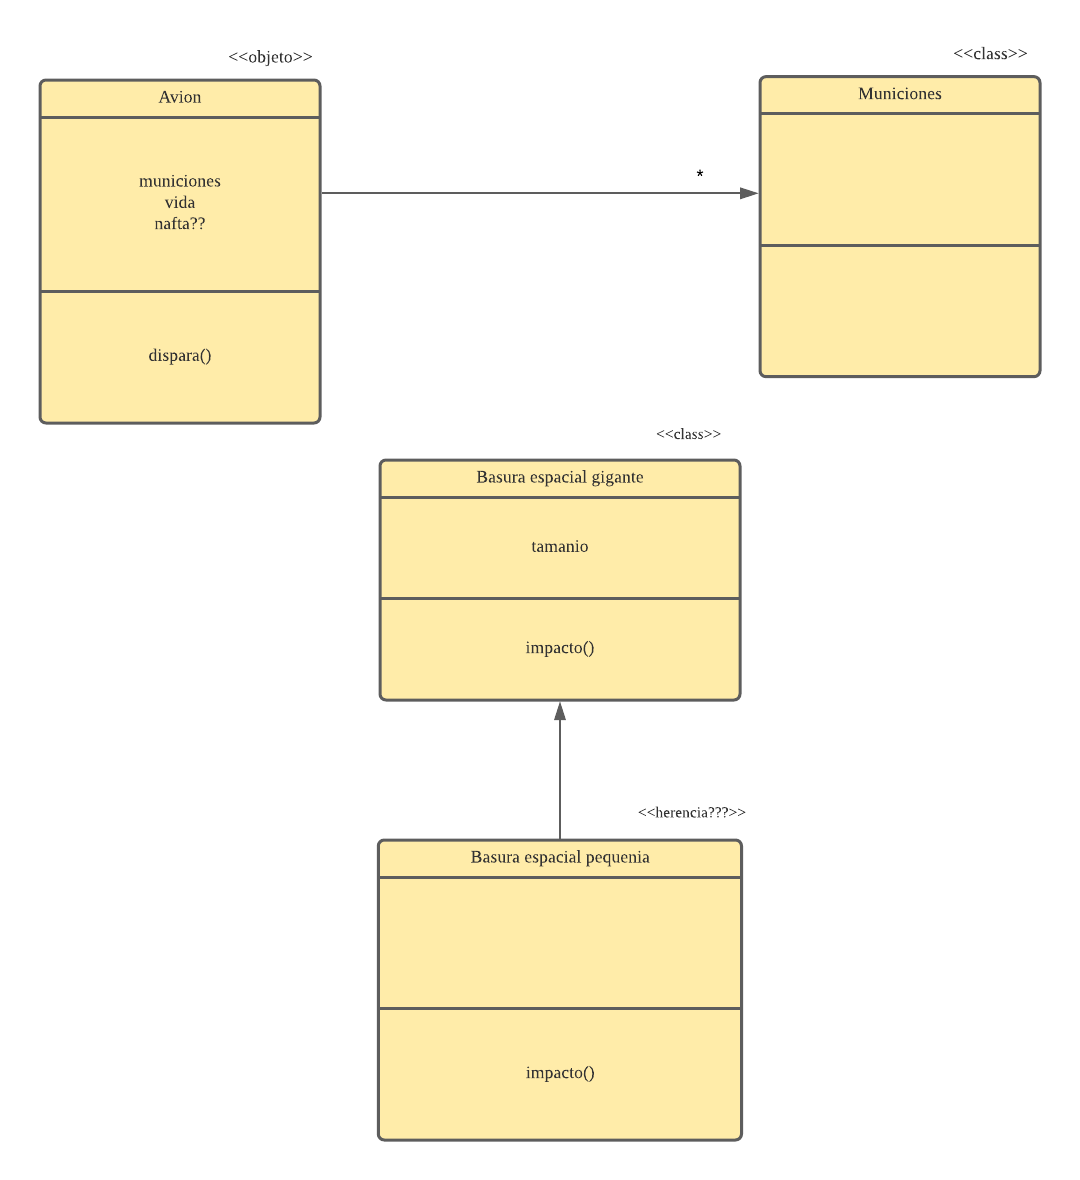 <<objeto>>
Avion
municiones
vida
nafta??
dispara()
*
<<class>>
Municiones
<<class>>
Basura espacial gigante
tamanio
impacto()
<<herencia???>>
Basura espacial pequenia
impacto()